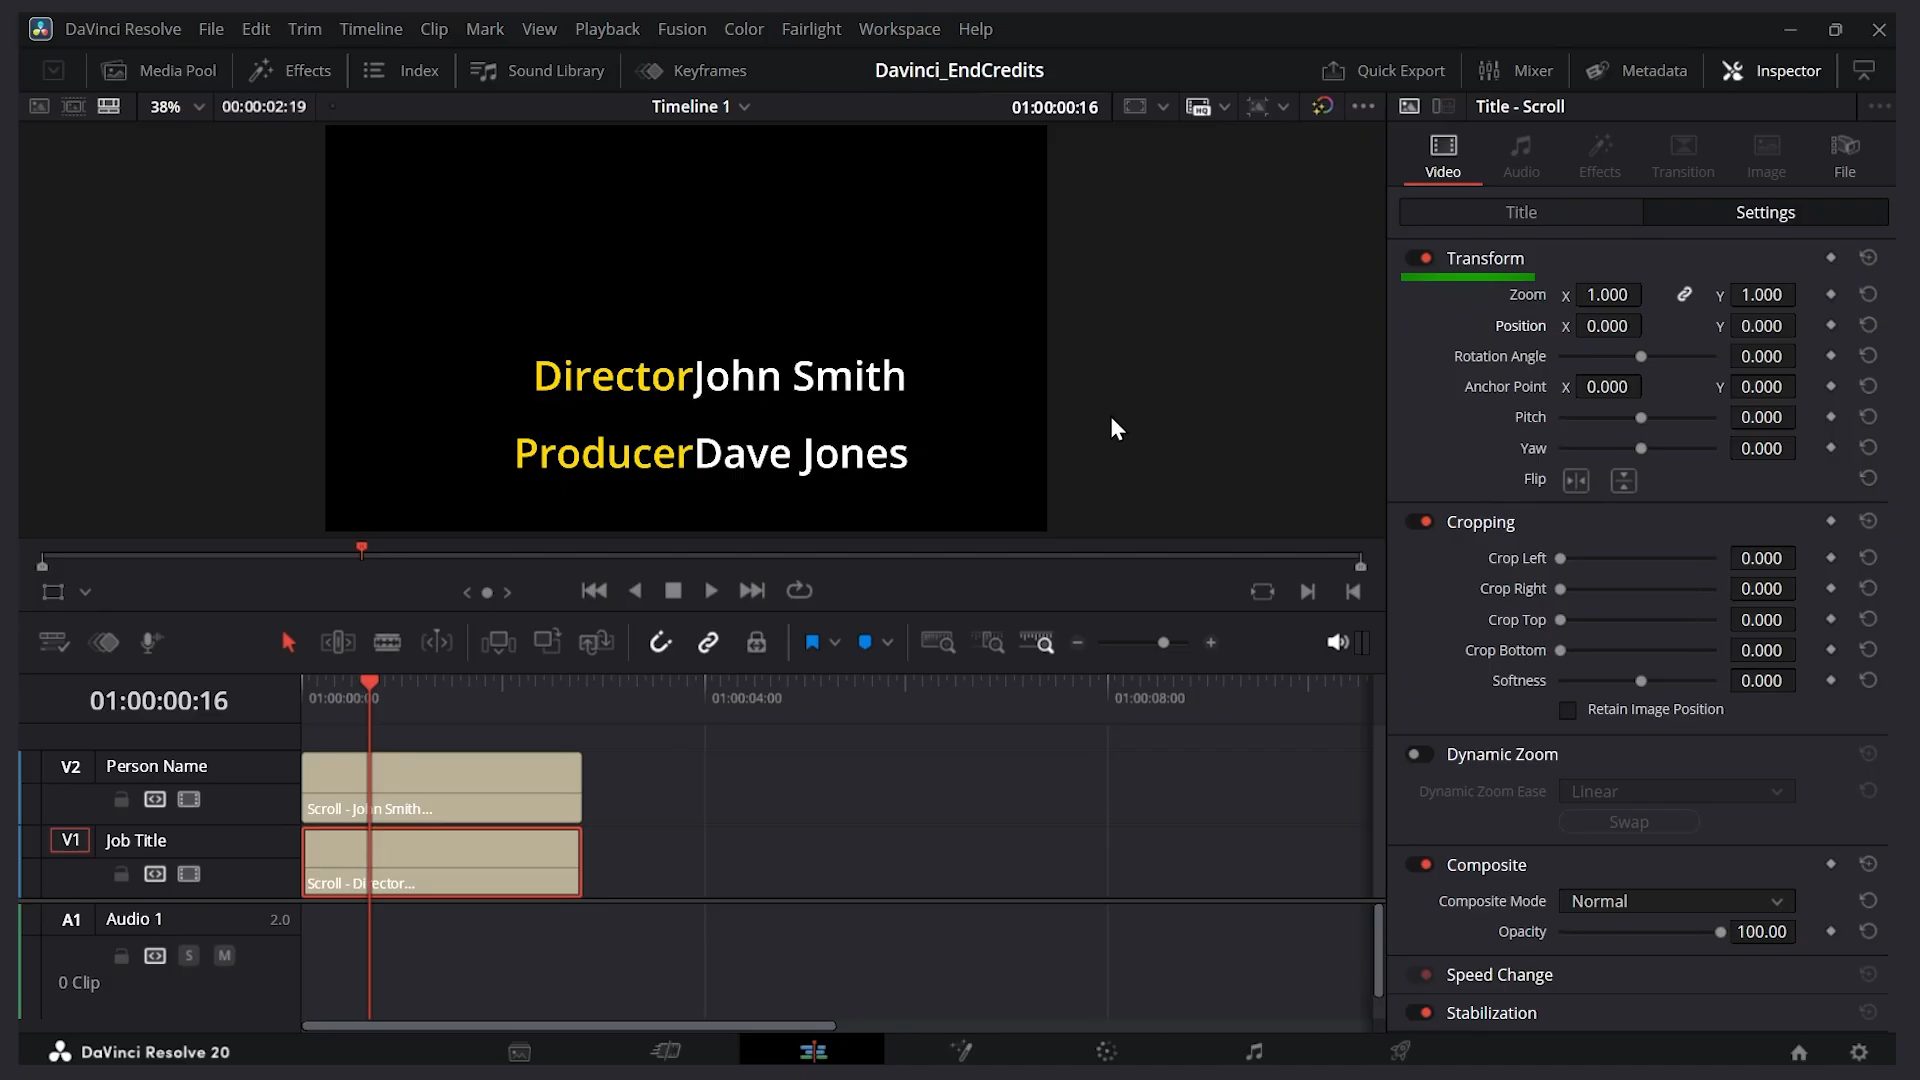 DaVinci Resolve File Edit Trim Timeline Clip Mark View Playback Fusion Color Fairlight Workspace Help
Media Pool Effects Index Sound Library Keyframes Davinci_EndCredits Quick Export Mixer Metadata Inspector
38% 00:00:02:19 Timeline 1 01:00:00:16 HQ Title - Scroll
Video Audio Effects Transition Image File
Title Settings
Transform
Zoom X 1.000 Y 1.000
Position X 0.000 Y 0.000
Rotation Angle 0.000
Anchor Point X 0.000 Y 0.000
Pitch 0.000
Yaw 0.000
Flip
Cropping
Crop Left 0.000
Crop Right 0.000
Crop Top 0.000
Crop Bottom 0.000
Softness 0.000
Retain Image Position
Dynamic Zoom
Dynamic Zoom Ease Linear
Swap
Composite
Composite Mode Normal
Opacity 100.00
Speed Change
Stabilization
DirectorJohn Smith
ProducerDave Jones
01:00:00:16 01:00:00:00 01:00:04:00 01:00:08:00
V2 Person Name
Scroll - John Smith...
V1 Job Title
Scroll - Director...
A1 Audio 1 2.0
S M
0 Clip
DaVinci Resolve 20